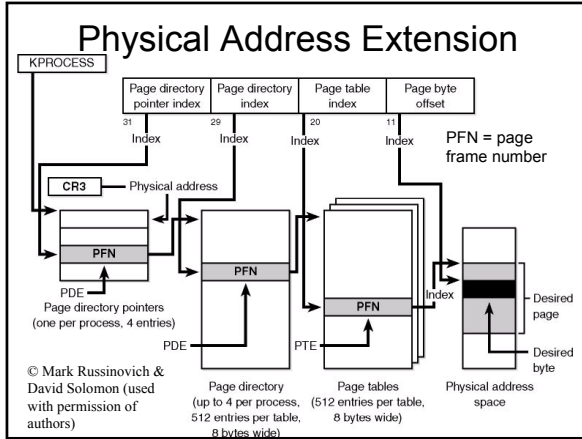 Physical Address Extension
KPROCESS
Page directory
pointer index
Page directory
index
Page table
index
Page byte
offset
31
29
20
11
Index
Index
Index
Index
PFN = page
frame number
CR3
Physical address
PFN
PFN
PFN
Index
PDE
Page directory pointers
(one per process, 4 entries)
PDE
PTE
Desired
page
Desired
byte
© Mark Russinovich &
David Solomon (used
with permission of
authors)
Page directory
(up to 4 per process,
512 entries per table,
8 bytes wide)
Page tables
(512 entries per table,
8 bytes wide)
Physical address
space